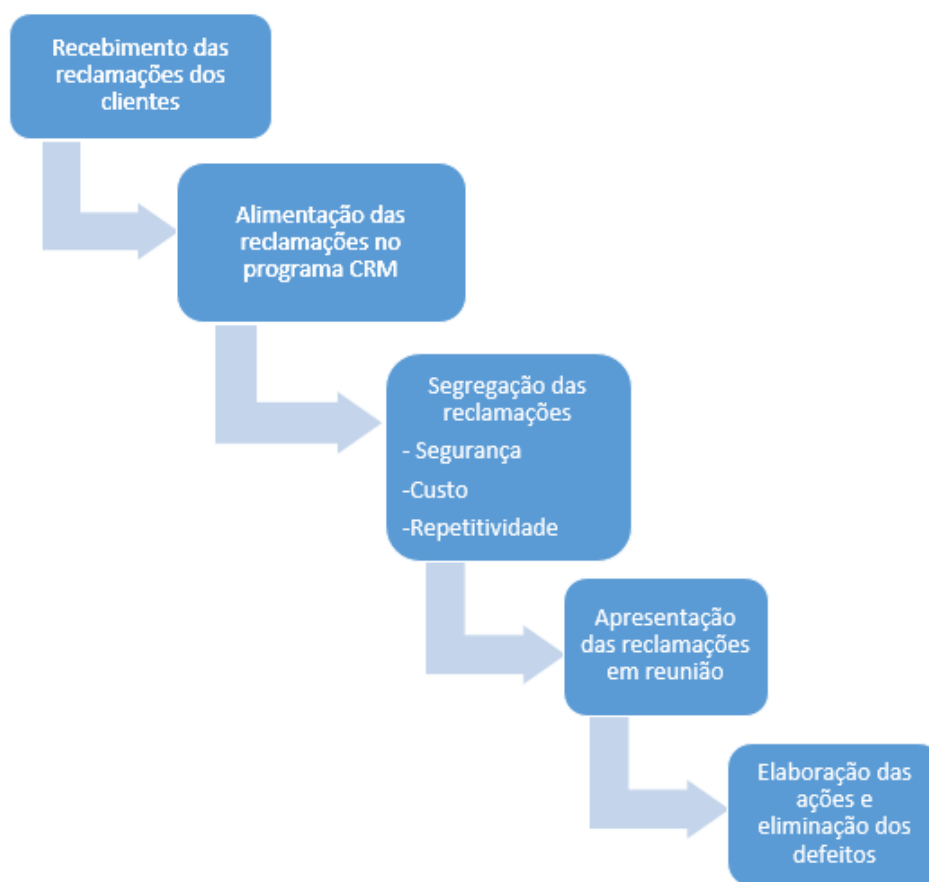 Recebimento das
reclamações dos
clientes
Alimentação das
reclamações no
programa CRM
Segregação das
reclamações
- Segurança
-Custo
-Repetitividade
Apresentação
das reclamações
em reunião
Elaboração das
ações e
eliminação dos
defeitos